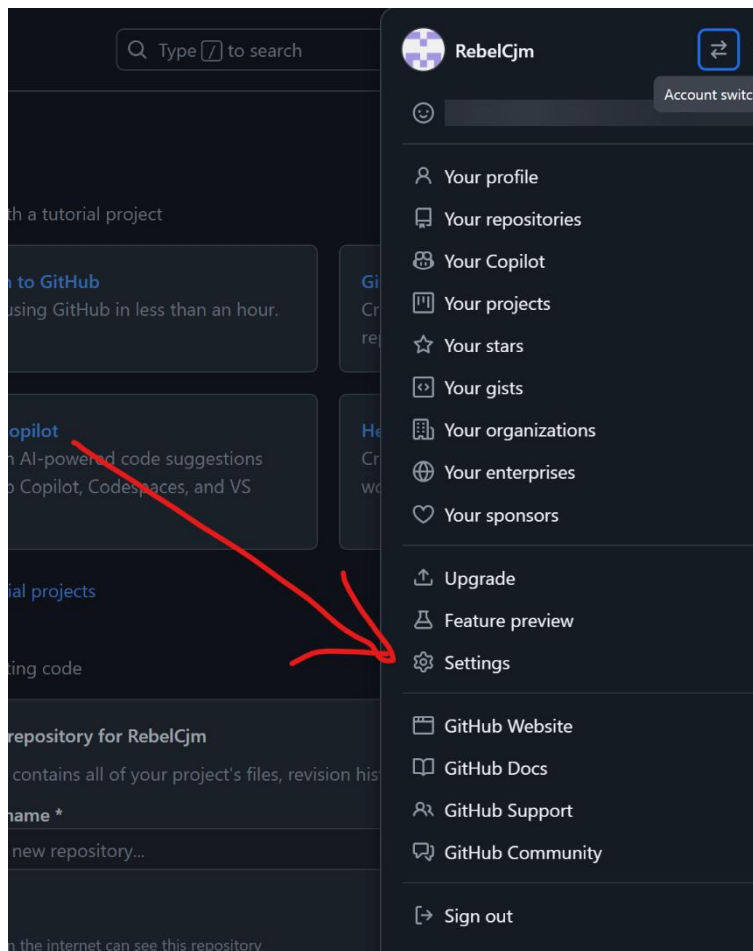 Type / to search
th a tutorial project
to GitHub
using GitHub in less than an hour.
Gi
Cr
opilot
AI-powered code suggestions
Copilot, Codespaces, and VS
He
Cr
ial projects
ting code
repository for RebelCjm
contains all of your project's files, revision his
name *
new repository...
n the internet can see this repository
RebelCjm
Account switc
Your profile
Your repositories
Your Copilot
Your projects
Your stars
Your gists
Your organizations
Your enterprises
Your sponsors
Upgrade
Feature preview
Settings
GitHub Website
GitHub Docs
GitHub Support
GitHub Community
Sign out